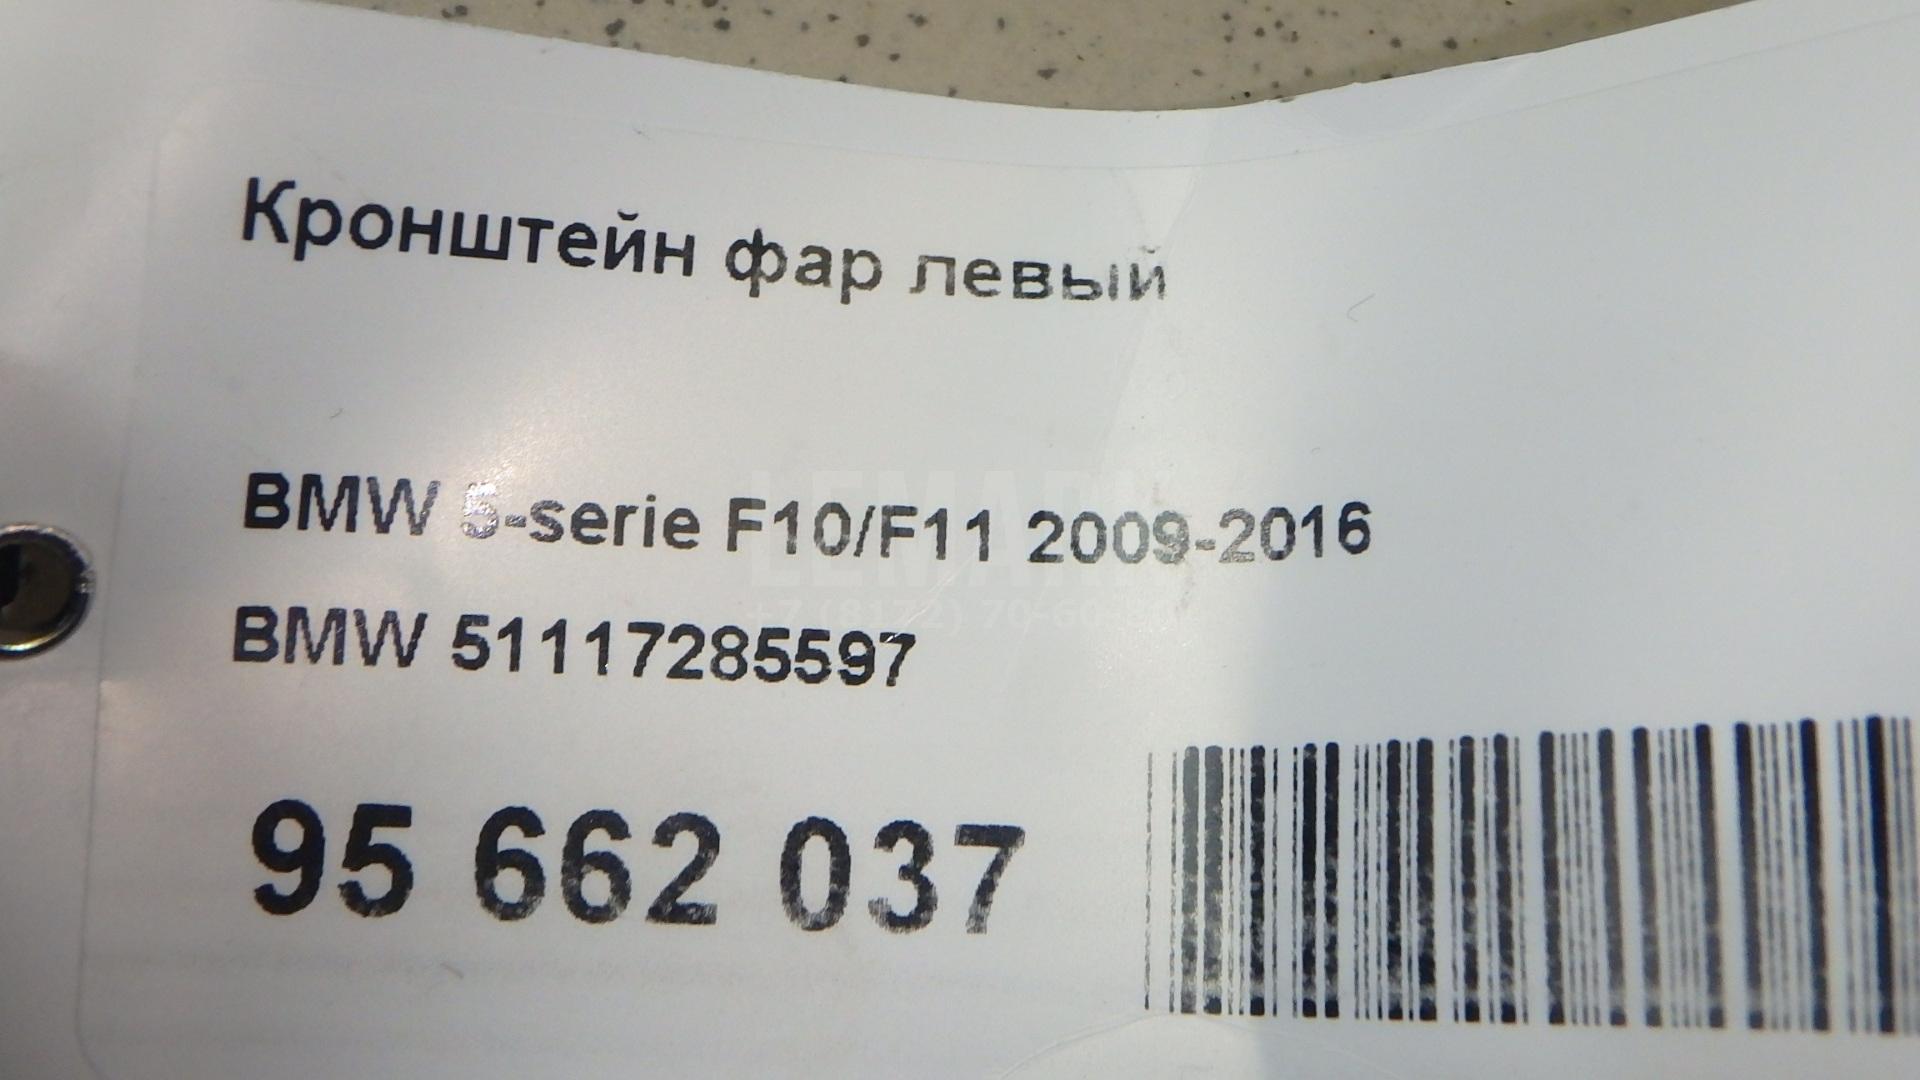 Кронштейн фар левый
BMW 5-serie F10/F11 2009-2016
BMW 51117285597
95 662 037